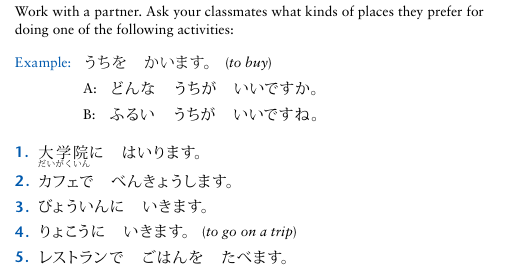 Work with a partner. Ask your classmates what kinds of places they prefer for
doing one of the following activities:
Example: うちを かいます。 (to buy)
A: どんな うちが いいですか。
B: ふるい うちが いいですね。
1. 大学院に はいります。
だいがくいん
2. カフェで べんきょうします。
3. びょういんに いきます。
4. りょこうに いきます。 (to go on a trip)
5. レストランで ごはんを たべます。